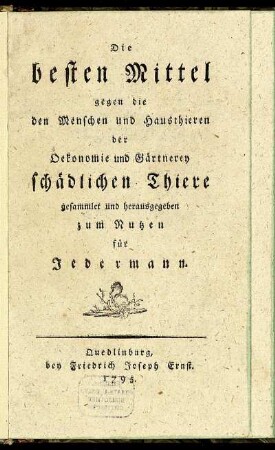 Die
besten Mittel
gegen die
den Menschen und Hausthieren
der
Oekonomie und Gärtnerey
schädlichen Thiere
gesammlet und herausgegeben
zum Nutzen
für
Jedermann.
Quedlinburg,
bey Friedrich Joseph Ernst.